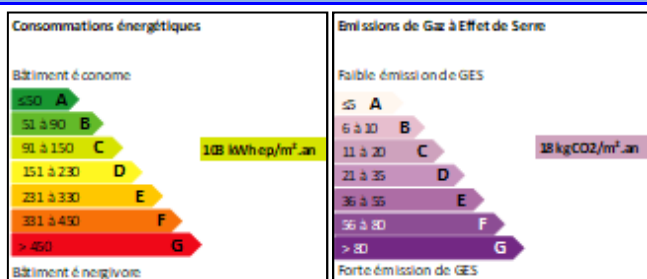 Consommations énergétiques
Bâtiment économe
≤50 A
51 à 90 B
91 à 150 C
103 kWhep/m².an
151 à 230 D
231 à 330 E
331 à 450 F
> 450 G
Bâtiment énergivore
Emissions de Gaz à Effet de Serre
Faible émission de GES
≤5 A
6 à 10 B
11 à 20 C
18 kgCO2/m².an
21 à 35 D
36 à 55 E
56 à 80 F
> 80 G
Forte émission de GES